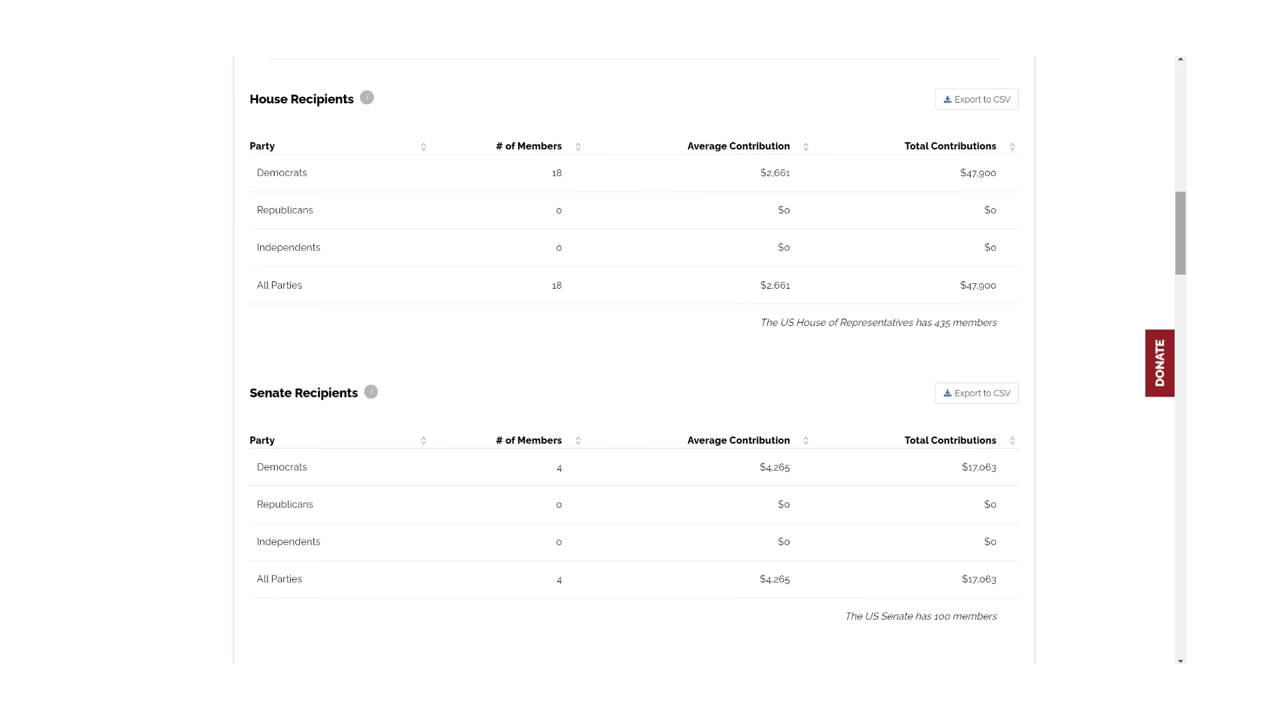 House Recipients i
Export to CSV
Party # of Members Average Contribution Total Contributions
Democrats 18 $2,661 $47,900
Republicans 0 $0 $0
Independents 0 $0 $0
All Parties 18 $2,661 $47,900
The US House of Representatives has 435 members
DONATE
Senate Recipients i
Export to CSV
Party # of Members Average Contribution Total Contributions
Democrats 4 $4,265 $17,063
Republicans 0 $0 $0
Independents 0 $0 $0
All Parties 4 $4,265 $17,063
The US Senate has 100 members